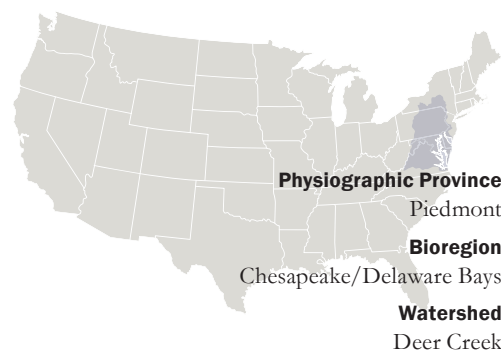 Physiographic Province
Piedmont
Bioregion
Chesapeake/Delaware Bays
Watershed
Deer Creek